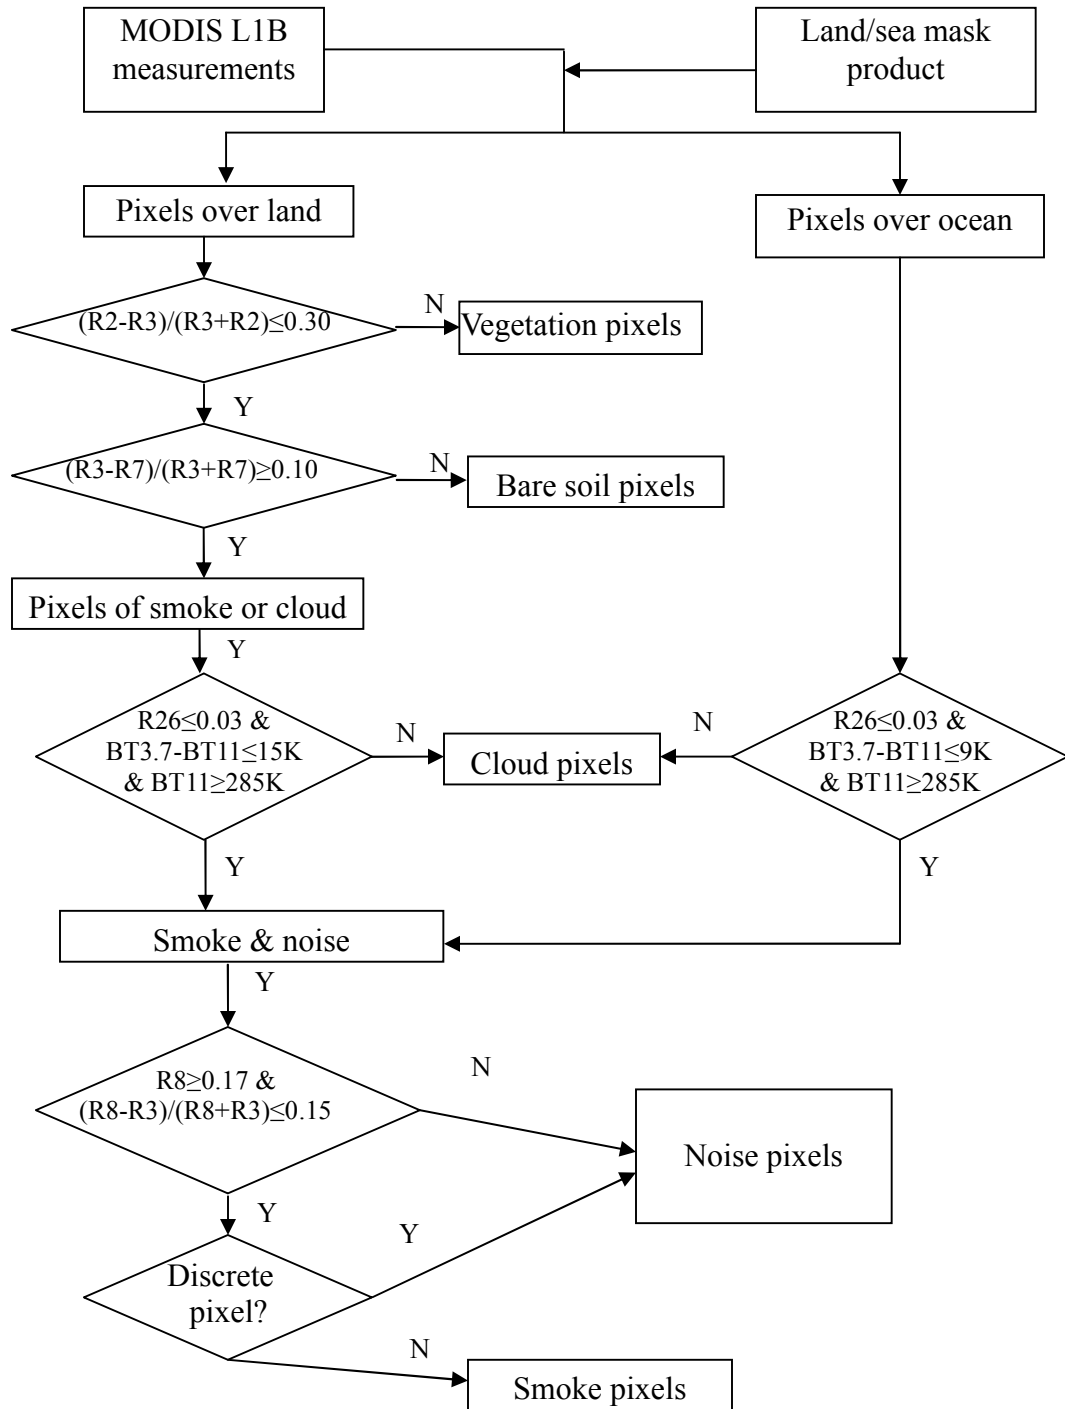 MODIS L1B
measurements
Land/sea mask
product
Pixels over land
Pixels over ocean
(R2-R3)/(R3+R2)≤0.30
N
Vegetation pixels
Y
(R3-R7)/(R3+R7)≥0.10
N
Bare soil pixels
Y
Pixels of smoke or cloud
Y
R26≤0.03 &
BT3.7-BT11≤15K
& BT11≥285K
N
Cloud pixels
N
R26≤0.03 &
BT3.7-BT11≤9K
& BT11≥285K
Y
Y
Smoke & noise
Y
R8≥0.17 &
(R8-R3)/(R8+R3)≤0.15
N
Noise pixels
Y
Y
Discrete
pixel?
N
Smoke pixels